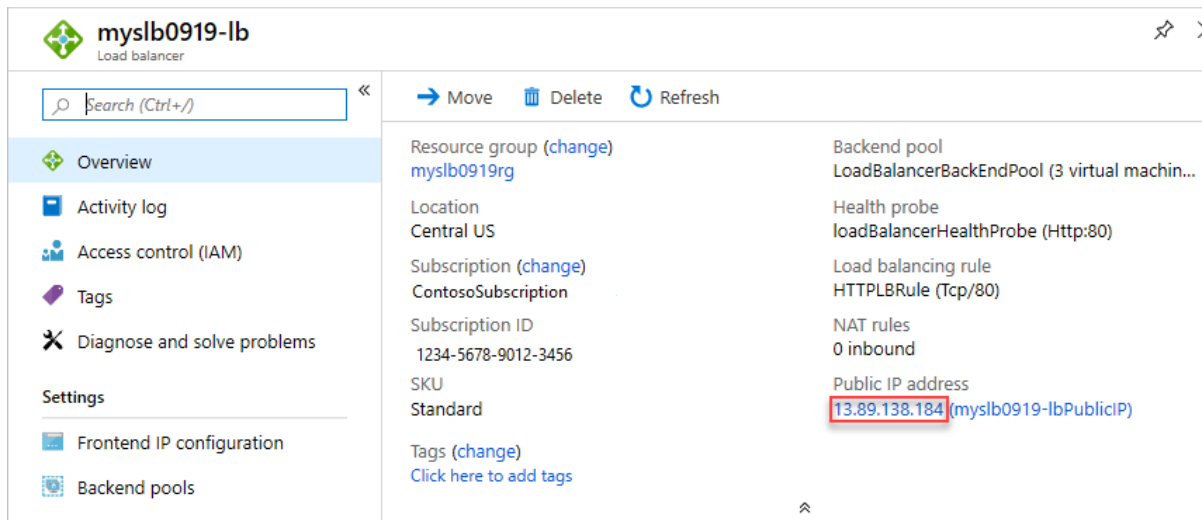 myslb0919-lb
Load balancer
Search (Ctrl+/)
«
Overview
Activity log
Access control (IAM)
Tags
Diagnose and solve problems
Settings
Frontend IP configuration
Backend pools
Move Delete Refresh
Resource group (change)
myslb0919rg
Location
Central US
Subscription (change)
ContosoSubscription
Subscription ID
1234-5678-9012-3456
SKU
Standard
Tags (change)
Click here to add tags
Backend pool
LoadBalancerBackEndPool (3 virtual machin...
Health probe
loadBalancerHealthProbe (Http:80)
Load balancing rule
HTTPLBRule (Tcp/80)
NAT rules
0 inbound
Public IP address
13.89.138.184 (myslb0919-lbPublicIP)